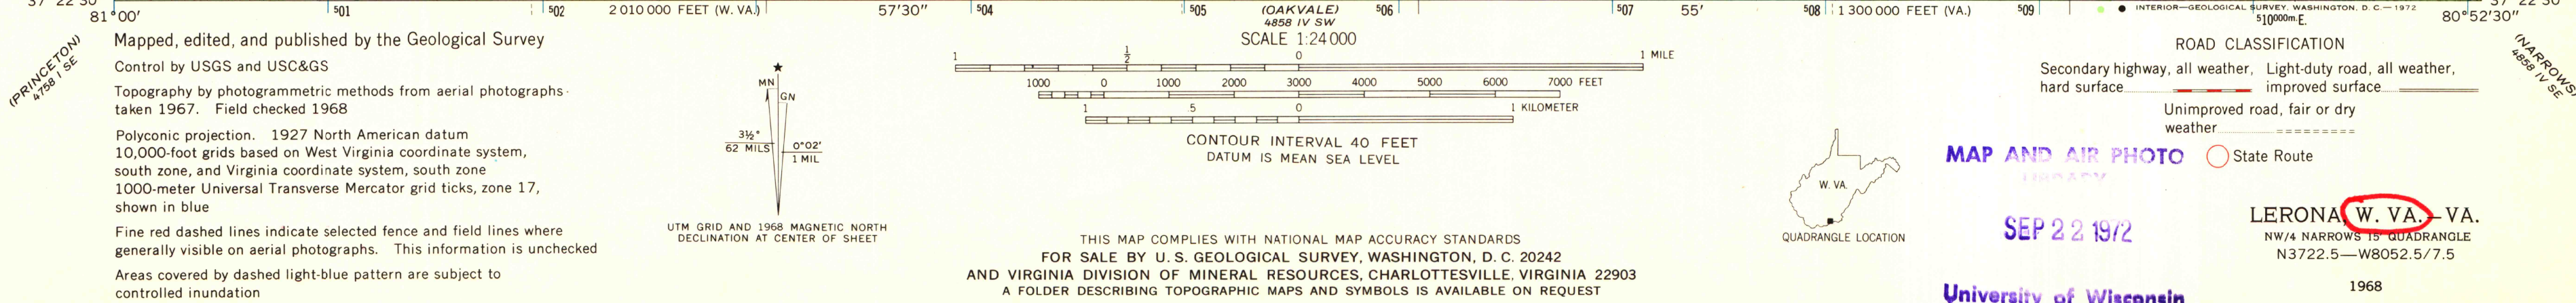 37°22'30"
81°00'
501
502
2 010 000 FEET (W. VA.)
57'30"
504
505
(OAKVALE)
4858 IV SW
506
507
55'
508
1 300 000 FEET (VA.)
509
INTERIOR—GEOLOGICAL SURVEY, WASHINGTON, D. C.—1972
510000m. E.
80°52'30"
37°22'30"
(PRINCETON)
4758 I SE
(NARROWS)
4858 IV SE
Mapped, edited, and published by the Geological Survey
Control by USGS and USC&GS
Topography by photogrammetric methods from aerial photographs
taken 1967. Field checked 1968
Polyconic projection. 1927 North American datum
10,000-foot grids based on West Virginia coordinate system,
south zone, and Virginia coordinate system, south zone
1000-meter Universal Transverse Mercator grid ticks, zone 17,
shown in blue
Fine red dashed lines indicate selected fence and field lines where
generally visible on aerial photographs. This information is unchecked
Areas covered by dashed light-blue pattern are subject to
controlled inundation
MN
GN
3½°
62 MILS
0°02'
1 MIL
UTM GRID AND 1968 MAGNETIC NORTH
DECLINATION AT CENTER OF SHEET
SCALE 1:24 000
1 ½ 0 1 MILE
1000 0 1000 2000 3000 4000 5000 6000 7000 FEET
1 .5 0 1 KILOMETER
CONTOUR INTERVAL 40 FEET
DATUM IS MEAN SEA LEVEL
THIS MAP COMPLIES WITH NATIONAL MAP ACCURACY STANDARDS
FOR SALE BY U. S. GEOLOGICAL SURVEY, WASHINGTON, D. C. 20242
AND VIRGINIA DIVISION OF MINERAL RESOURCES, CHARLOTTESVILLE, VIRGINIA 22903
A FOLDER DESCRIBING TOPOGRAPHIC MAPS AND SYMBOLS IS AVAILABLE ON REQUEST
W. VA.
QUADRANGLE LOCATION
MAP AND AIR PHOTO
LIBRARY
SEP 22 1972
University of Wisconsin
ROAD CLASSIFICATION
Secondary highway, all weather,
hard surface
Light-duty road, all weather,
improved surface
Unimproved road, fair or dry
weather
State Route
LERONA, W. VA.—VA.
NW/4 NARROWS 15' QUADRANGLE
N3722.5—W8052.5/7.5
1968